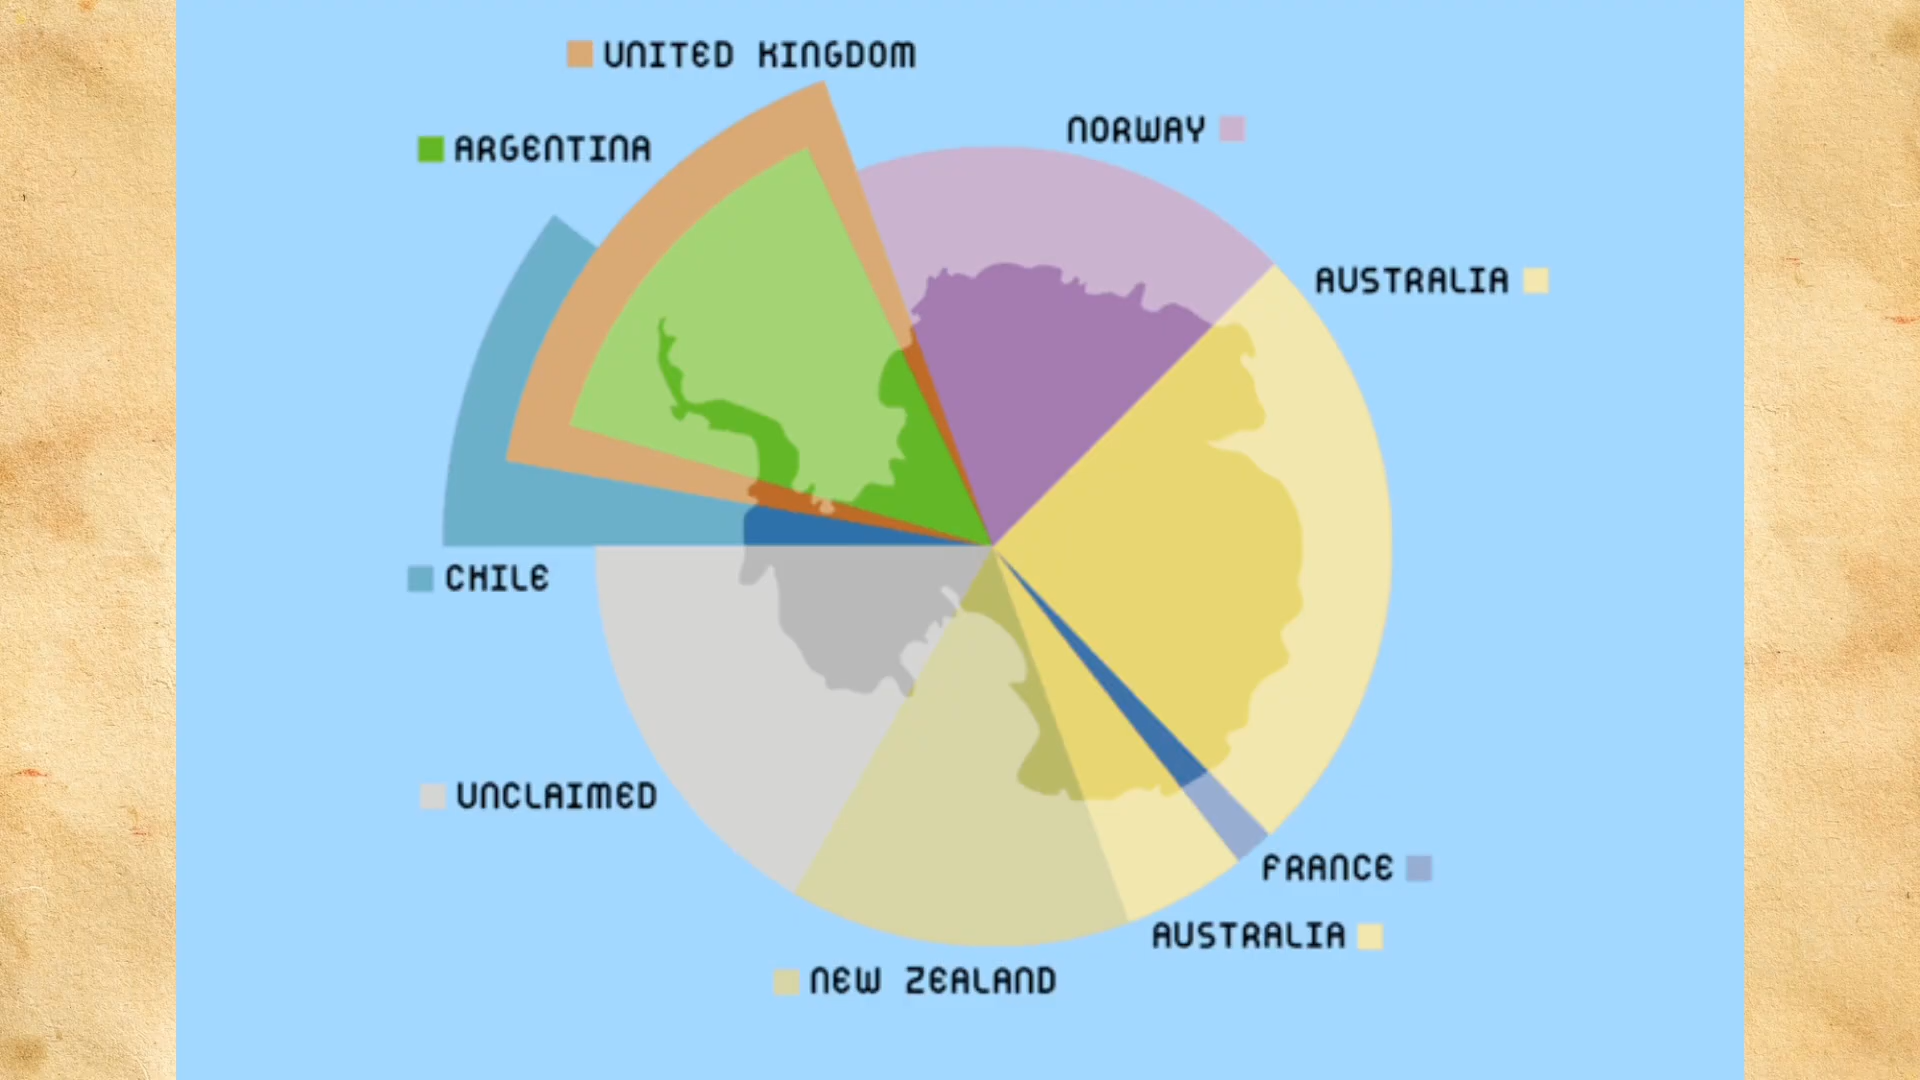 UNITED KINGDOM
NORWAY
ARGENTINA
AUSTRALIA
CHILE
UNCLAIMED
FRANCE
AUSTRALIA
NEW ZEALAND